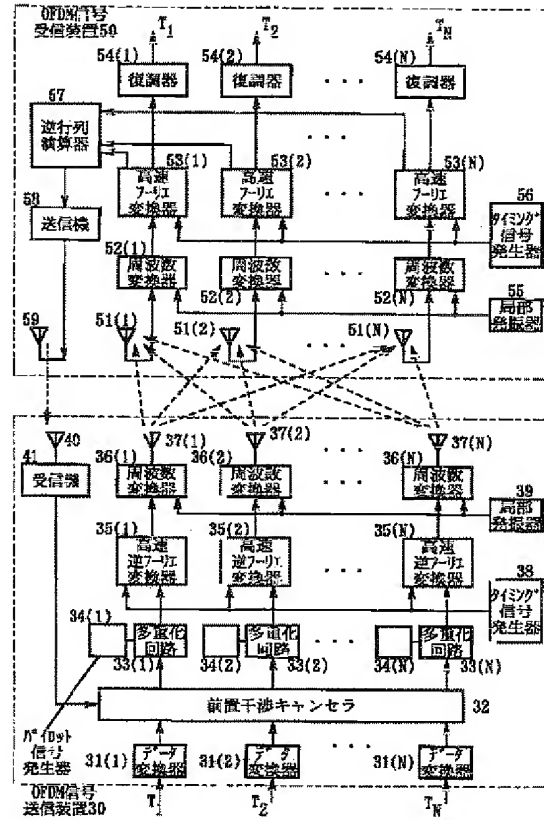 OFDM信号
受信装置50
T1
T2
TN
54(1)
54(2)
54(N)
復調器
復調器
・・・
復調器
57
逆行列
演算器
・・・
53(1)
53(2)
53(N)
58
送信機
高速
フーリエ
変換器
高速
フーリエ
変換器
・・・
高速
フーリエ
変換器
56
タイミング
信号
発生器
52(1)
周波数
変換器
52(2)
周波数
変換器
・・・
52(N)
周波数
変換器
55
局部
発振器
59
51(1)
51(2)
51(N)
・・・
40
37(1)
37(2)
37(N)
・・・
41
受信機
36(1)
周波数
変換器
36(2)
周波数
変換器
・・・
36(N)
周波数
変換器
39
局部
発振器
35(1)
高速
逆フーリエ
変換器
35(2)
高速
逆フーリエ
変換器
・・・
35(N)
高速
逆フーリエ
変換器
38
タイミング
信号
発生器
34(1)
多重化
回路
33(1)
34(2)
多重化
回路
33(2)
・・・
34(N)
多重化
回路
33(N)
前置干渉キャンセラ
32
パイロット
信号
発生器
31(1)
データ
変換器
31(2)
データ
変換器
・・・
31(N)
データ
変換器
OFDM信号
送信装置30
T
T2
TN